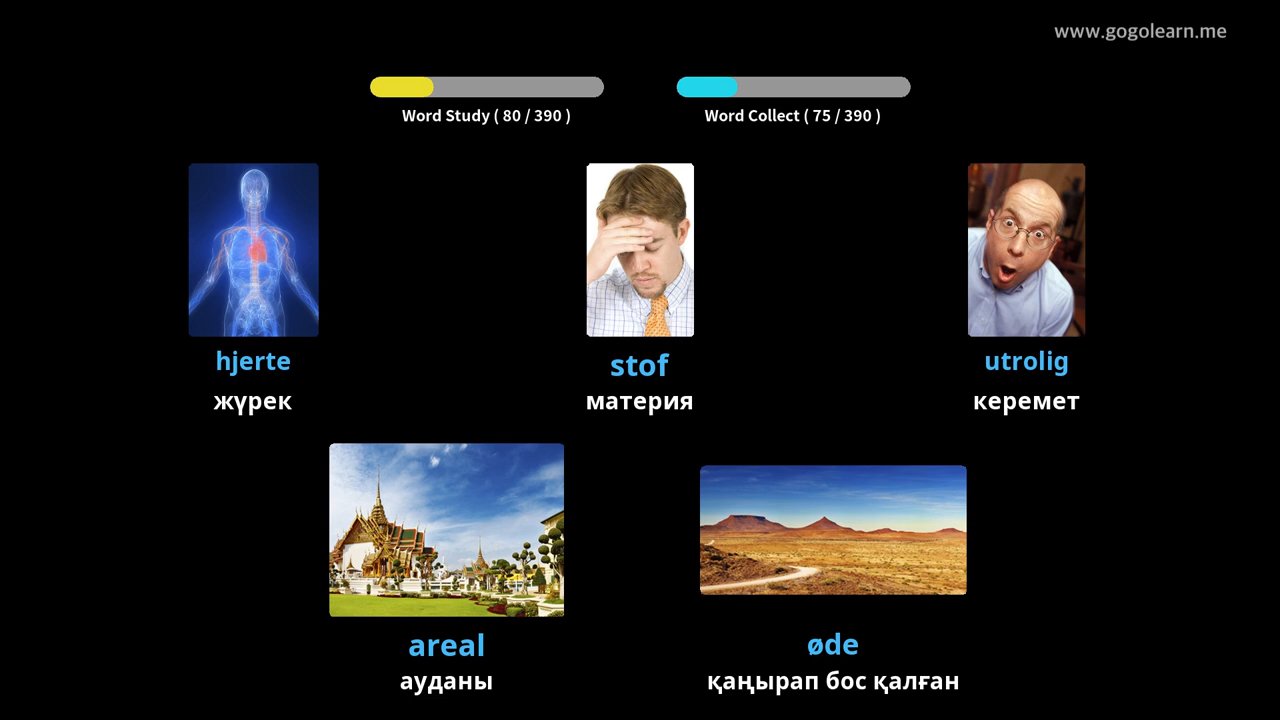 www.gogolearn.me
Word Study ( 80 / 390 )
Word Collect ( 75 / 390 )
hjerte
жүрек
stof
материя
utrolig
керемет
areal
ауданы
øde
қаңырап бос қалған